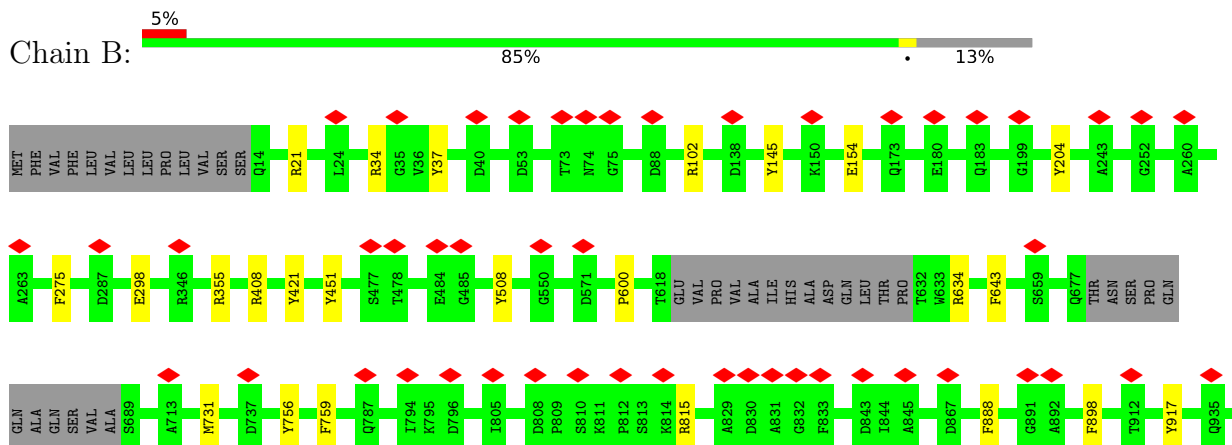 5%
Chain B:
85% • 13%
MET PHE VAL PHE LEU VAL LEU LEU PRO LEU VAL SER SER Q14 R21 L24 R34 G35 V36 Y37 D40 D53 T73 N74 G75 D88 R102 D138 Y145 K150 E154 Q173 E180 Q183 G199 Y204 A243 G252 A260
A263 F275 D287 E298 R346 R355 R408 Y421 Y451 S477 T478 E484 G485 Y508 G550 D571 P600 T618 GLU VAL PRO VAL ALA ILE HIS ALA ASP GLN LEU THR PRO T632 W633 R634 F643 S659 Q677 THR ASN SER PRO GLN
GLN ALA GLN SER VAL ALA S689 A713 M731 D737 Y756 F759 Q787 I794 K795 D796 I805 D808 P809 S810 K811 P812 S813 K814 R815 A829 D830 A831 G832 F833 D843 I844 A845 D867 F888 G891 A892 F898 T912 Y917 Q935